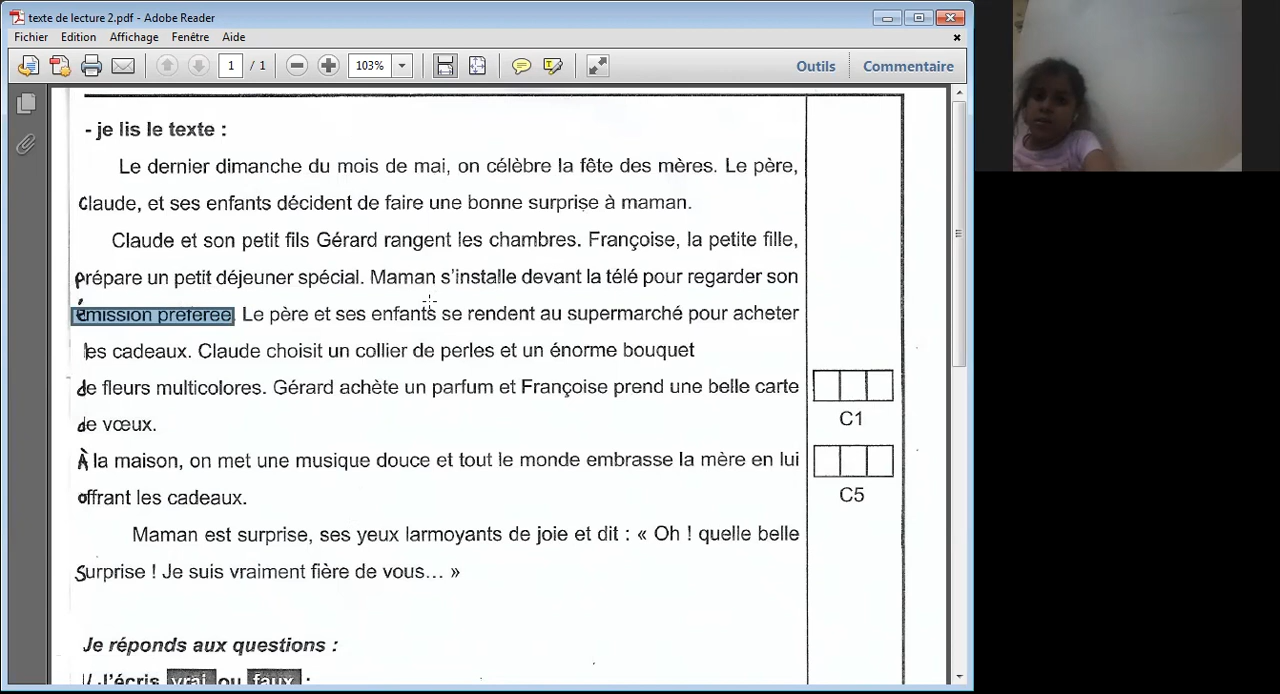 texte de lecture 2.pdf - Adobe Reader
Fichier Edition Affichage Fenêtre Aide
1 / 1 103% Outils Commentaire
- je lis le texte :
Le dernier dimanche du mois de mai, on célèbre la fête des mères. Le père,
Claude, et ses enfants décident de faire une bonne surprise à maman.
Claude et son petit fils Gérard rangent les chambres. Françoise, la petite fille,
prépare un petit déjeuner spécial. Maman s'installe devant la télé pour regarder son
émission préférée. Le père et ses enfants se rendent au supermarché pour acheter
les cadeaux. Claude choisit un collier de perles et un énorme bouquet
de fleurs multicolores. Gérard achète un parfum et Françoise prend une belle carte
C1
de vœux.
À la maison, on met une musique douce et tout le monde embrasse la mère en lui
offrant les cadeaux.
C5
Maman est surprise, ses yeux larmoyants de joie et dit : « Oh ! quelle belle
Surprise ! Je suis vraiment fière de vous... »
Je réponds aux questions :
J'écris vrai ou faux :